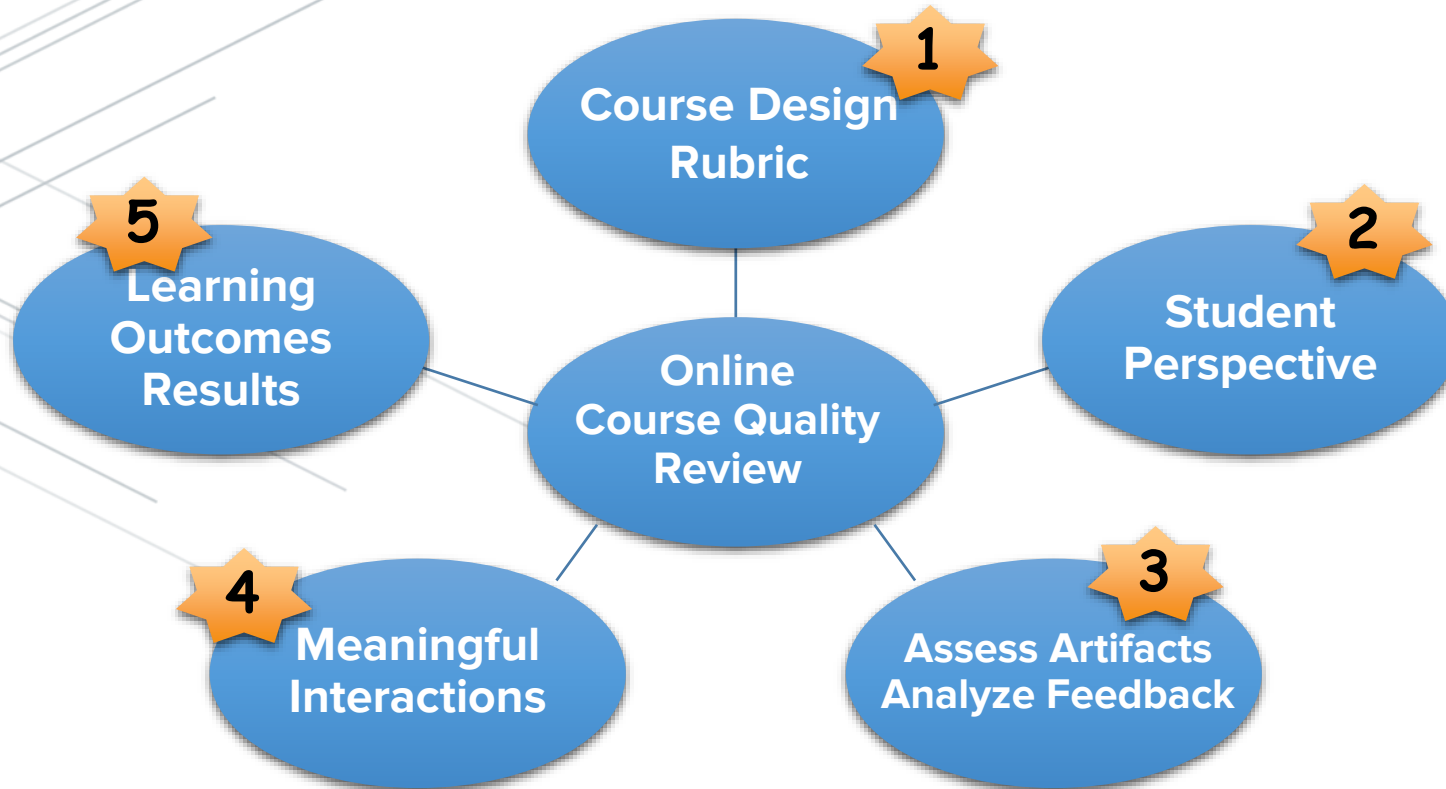 1
Course Design
Rubric
2
Student
Perspective
3
Assess Artifacts
Analyze Feedback
4
Meaningful
Interactions
5
Learning
Outcomes
Results
Online
Course Quality
Review